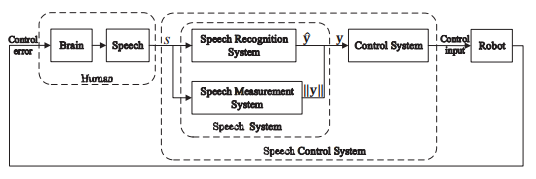 Control
error
Brain
Speech
Human
s
Speech Recognition
System
ŷ
Speech Measurement
System
||y||
Speech System
y
Control System
Speech Control System
Control
input
Robot